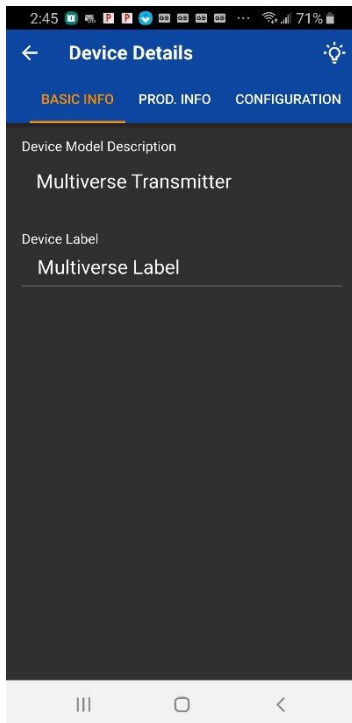 2:45 71%
Device Details
BASIC INFO PROD. INFO CONFIGURATION
Device Model Description
Multiverse Transmitter
Device Label
Multiverse Label